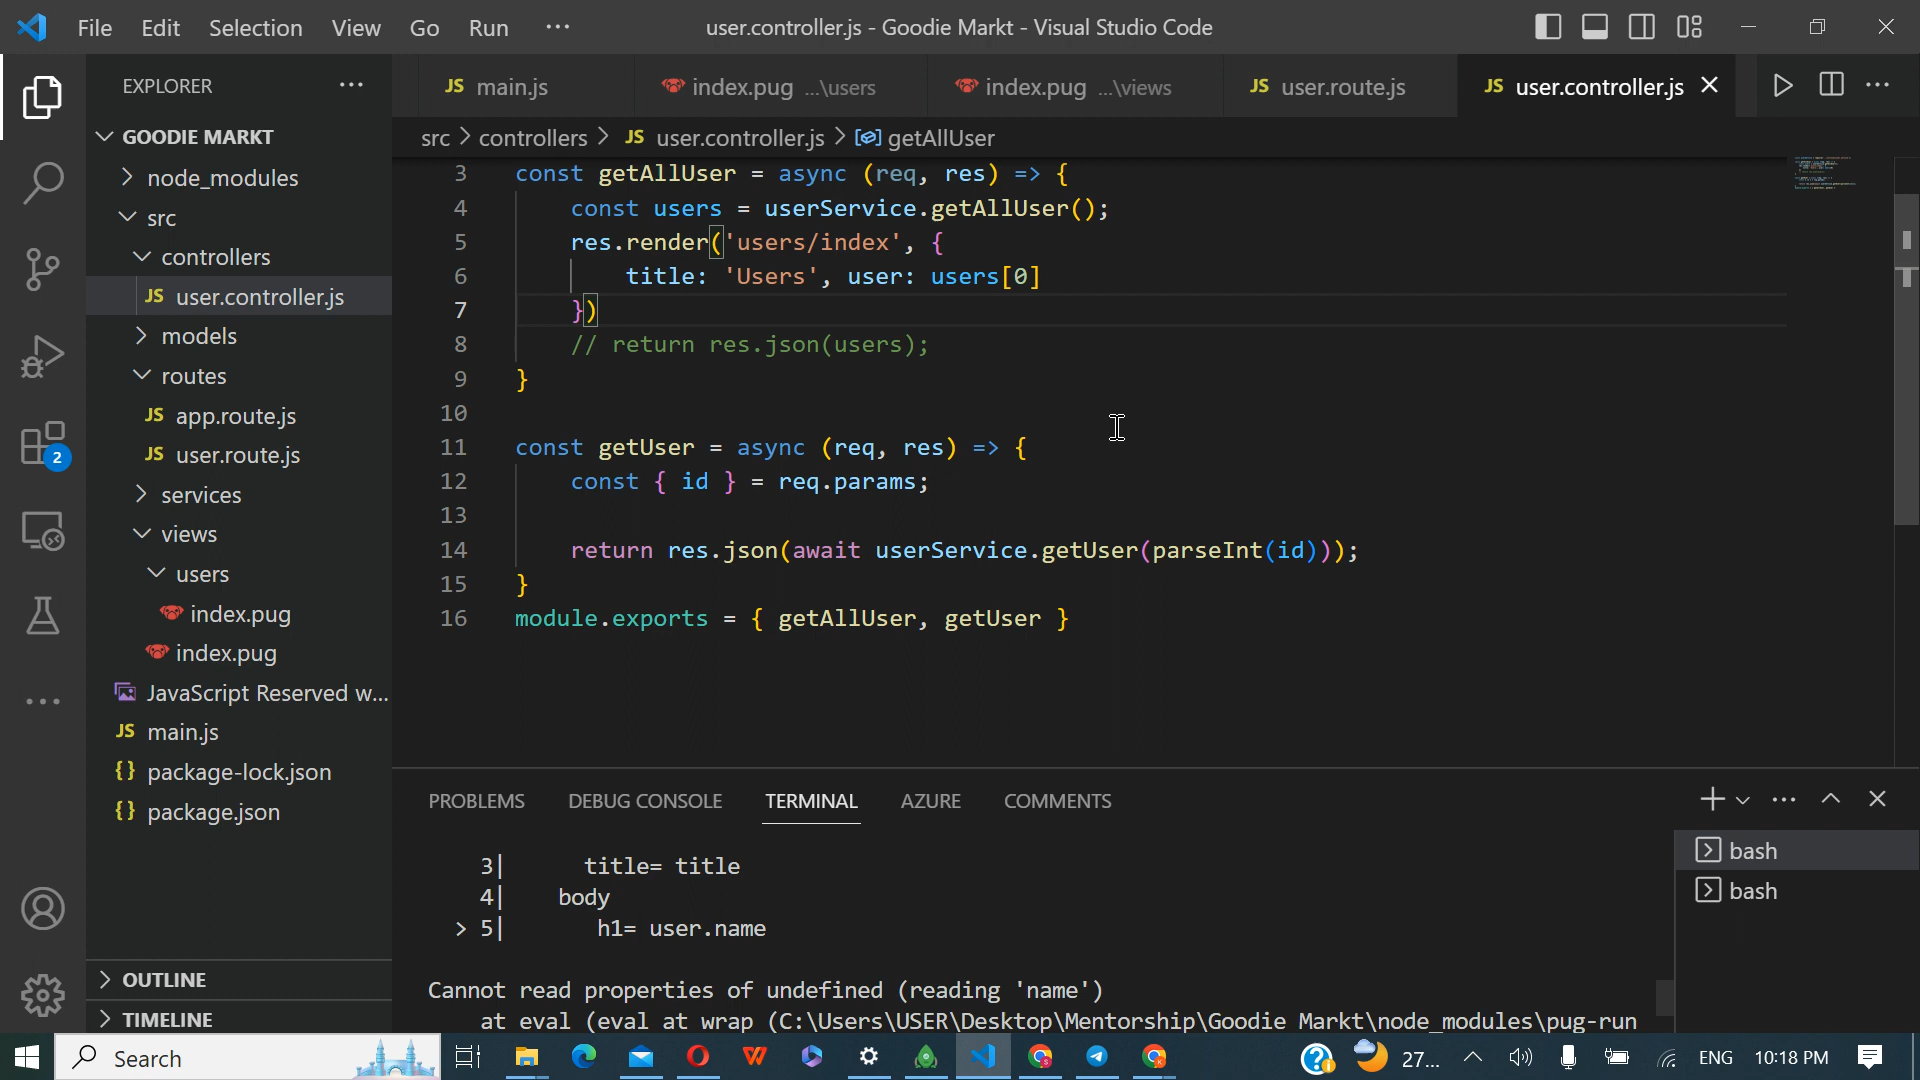 File Edit Selection View Go Run ··· user.controller.js - Goodie Markt - Visual Studio Code
EXPLORER ···
JS main.js index.pug ...\users index.pug ...\views JS user.route.js JS user.controller.js
src > controllers > JS user.controller.js > getAllUser
GOODIE MARKT
node_modules
src
controllers
JS user.controller.js
models
routes
JS app.route.js
JS user.route.js
services
views
users
index.pug
index.pug
JavaScript Reserved w...
JS main.js
{} package-lock.json
{} package.json
OUTLINE
TIMELINE
2
3 const getAllUser = async (req, res) => {
4 const users = userService.getAllUser();
5 res.render('users/index', {
6 title: 'Users', user: users[0]
7 })
8 // return res.json(users);
9 }
10
11 const getUser = async (req, res) => {
12 const { id } = req.params;
13
14 return res.json(await userService.getUser(parseInt(id)));
15 }
16 module.exports = { getAllUser, getUser }
PROBLEMS DEBUG CONSOLE TERMINAL AZURE COMMENTS
3| title= title
4| body
> 5| h1= user.name
Cannot read properties of undefined (reading 'name')
at eval (eval at wrap (C:\Users\USER\Desktop\Mentorship\Goodie Markt\node_modules\pug-run
bash
bash
Search 27... ENG 10:18 PM